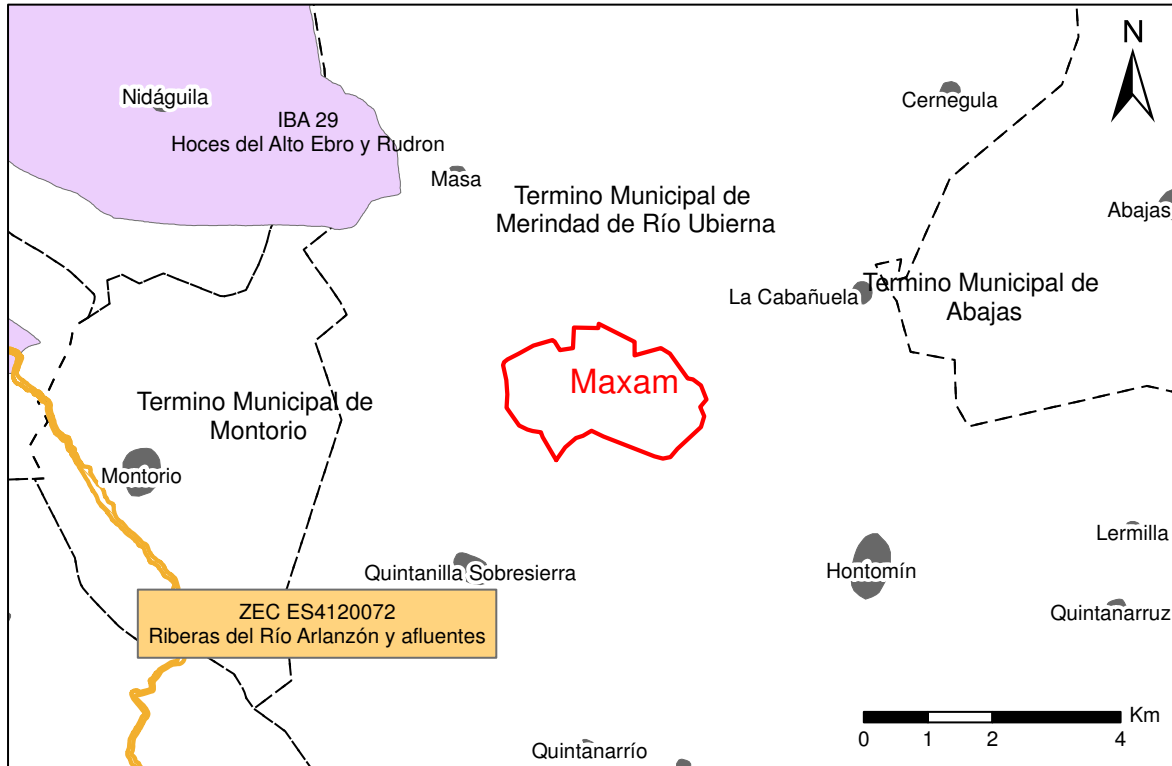 N
Nidáguila
Cernegula
IBA 29
Hoces del Alto Ebro y Rudron
Masa
Termino Municipal de
Merindad de Río Ubierna
Abajas
La Cabañuela
Termino Municipal de
Abajas
Maxam
Termino Municipal de
Montorio
Montorio
Lermilla
Quintanilla Sobresierra
Hontomín
ZEC ES4120072
Riberas del Río Arlanzón y afluentes
Quintanarruz
Km
0 1 2 4
Quintanarrío